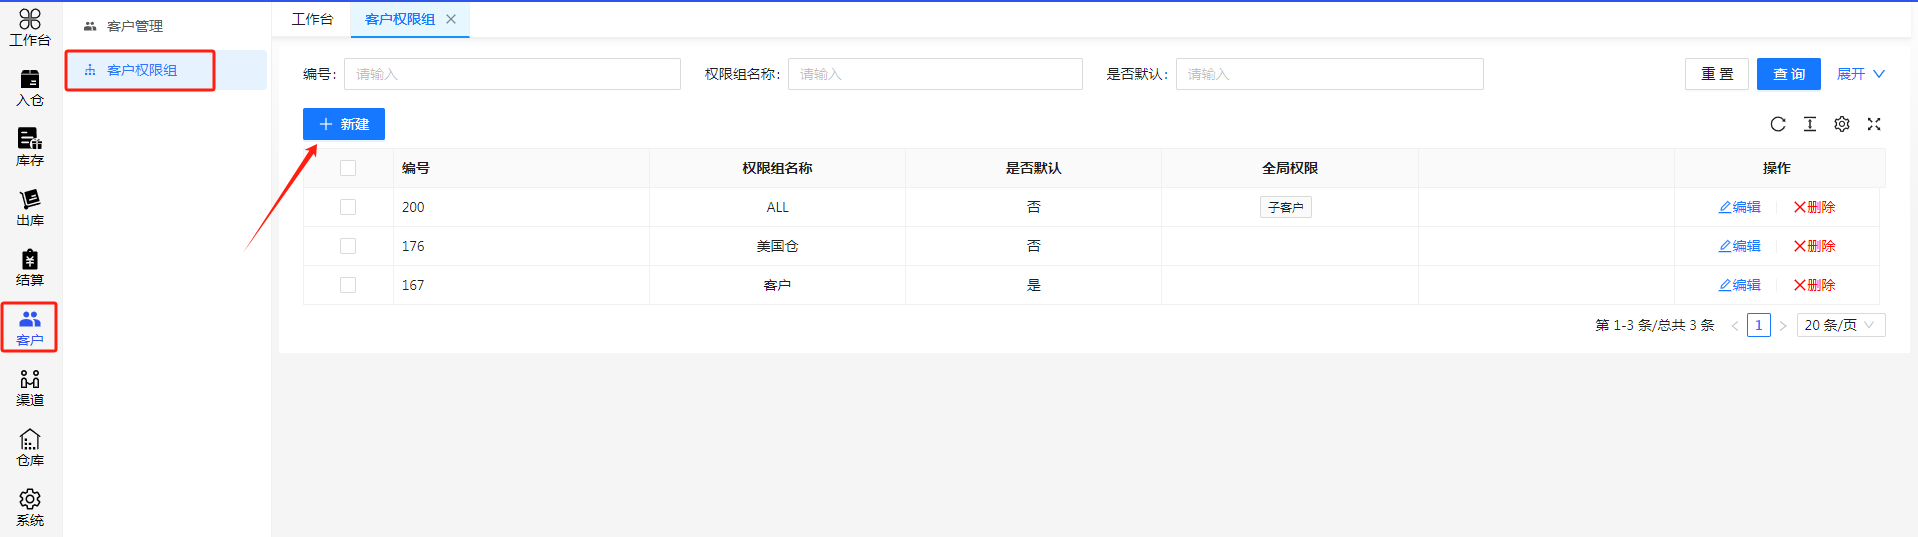 工作台
入仓
库存
出库
结算
客户
渠道
仓库
系统
客户管理
客户权限组
工作台 客户权限组
编号: 请输入 权限组名称: 请输入 是否默认: 请输入 重 置 查 询 展开
新建
编号 权限组名称 是否默认 全局权限 操作
200 ALL 否 子客户 编辑 删除
176 美国仓 否 编辑 删除
167 客户 是 编辑 删除
第 1-3 条/总共 3 条 < 1 > 20 条/页